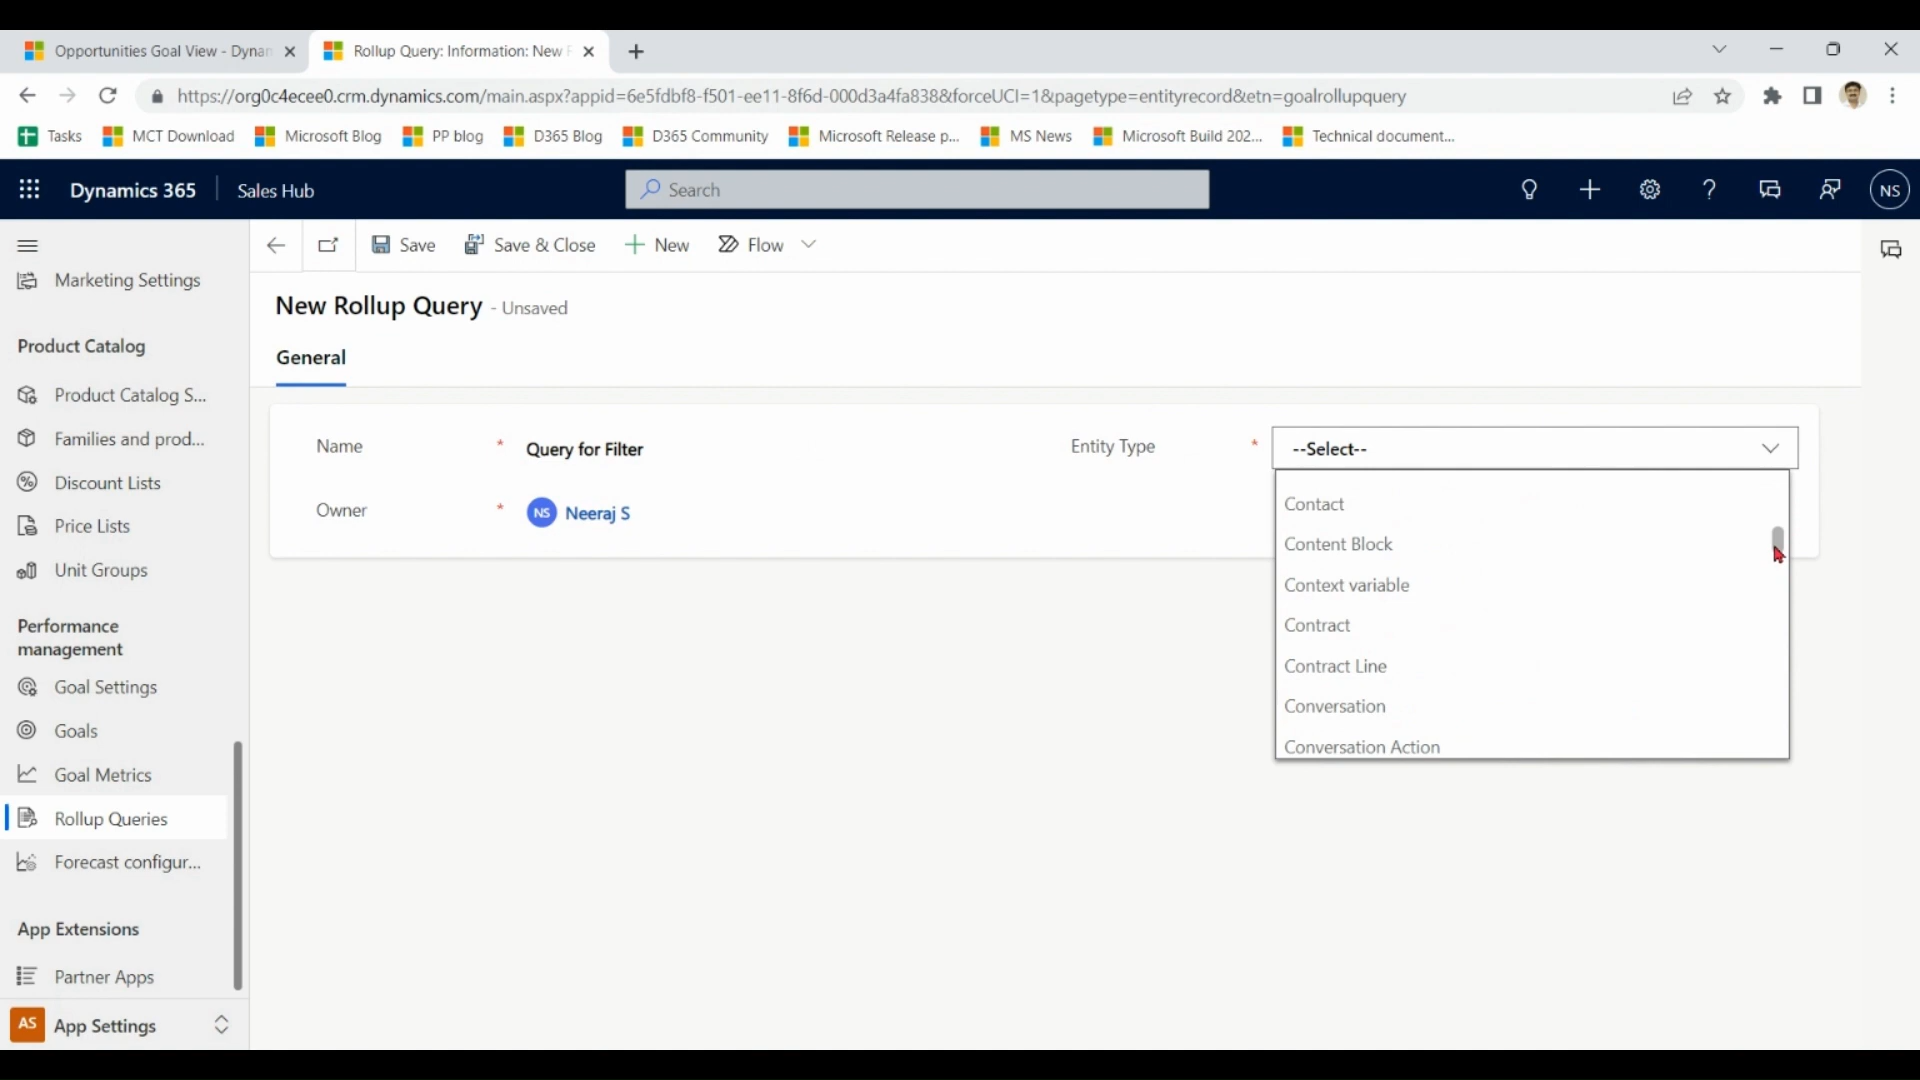 Opportunities Goal View - Dynan
Rollup Query: Information: New R
https://org0c4ecee0.crm.dynamics.com/main.aspx?appid=6e5fdbf8-f501-ee11-8f6d-000d3a4fa838&forceUCI=1&pagetype=entityrecord&etn=goalrollupquery
Tasks MCT Download Microsoft Blog PP blog D365 Blog D365 Community Microsoft Release p... MS News Microsoft Build 202... Technical document...
Dynamics 365 Sales Hub Search NS
Save Save & Close New Flow
Marketing Settings
New Rollup Query - Unsaved
Product Catalog
General
Product Catalog S...
Families and prod...
Name * Query for Filter Entity Type * --Select--
Discount Lists
Owner * NS Neeraj S
Price Lists
Unit Groups
Contact
Content Block
Context variable
Contract
Contract Line
Conversation
Conversation Action
Performance
management
Goal Settings
Goals
Goal Metrics
Rollup Queries
Forecast configur...
App Extensions
Partner Apps
AS App Settings